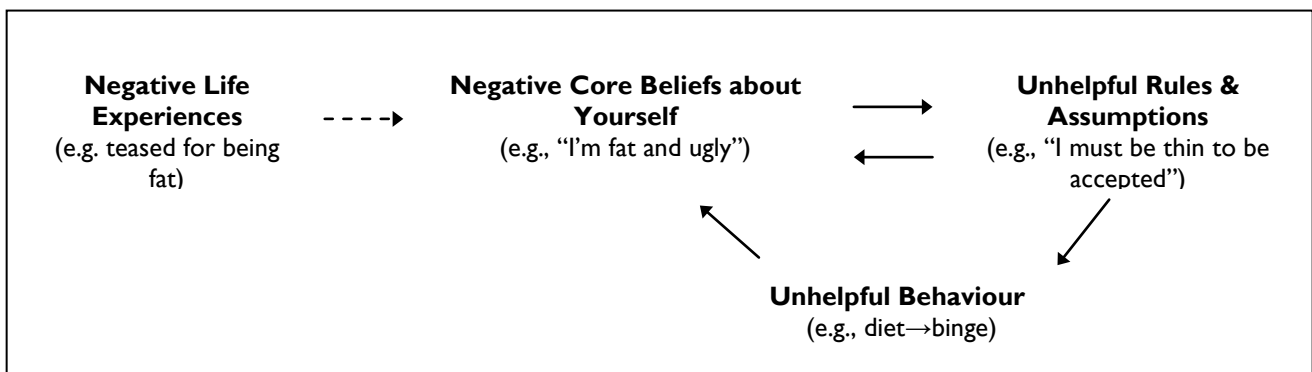 Negative Life
Experiences
(e.g. teased for being
fat)
Negative Core Beliefs about
Yourself
(e.g., “I’m fat and ugly”)
Unhelpful Rules &
Assumptions
(e.g., “I must be thin to be
accepted”)
Unhelpful Behaviour
(e.g., diet→binge)